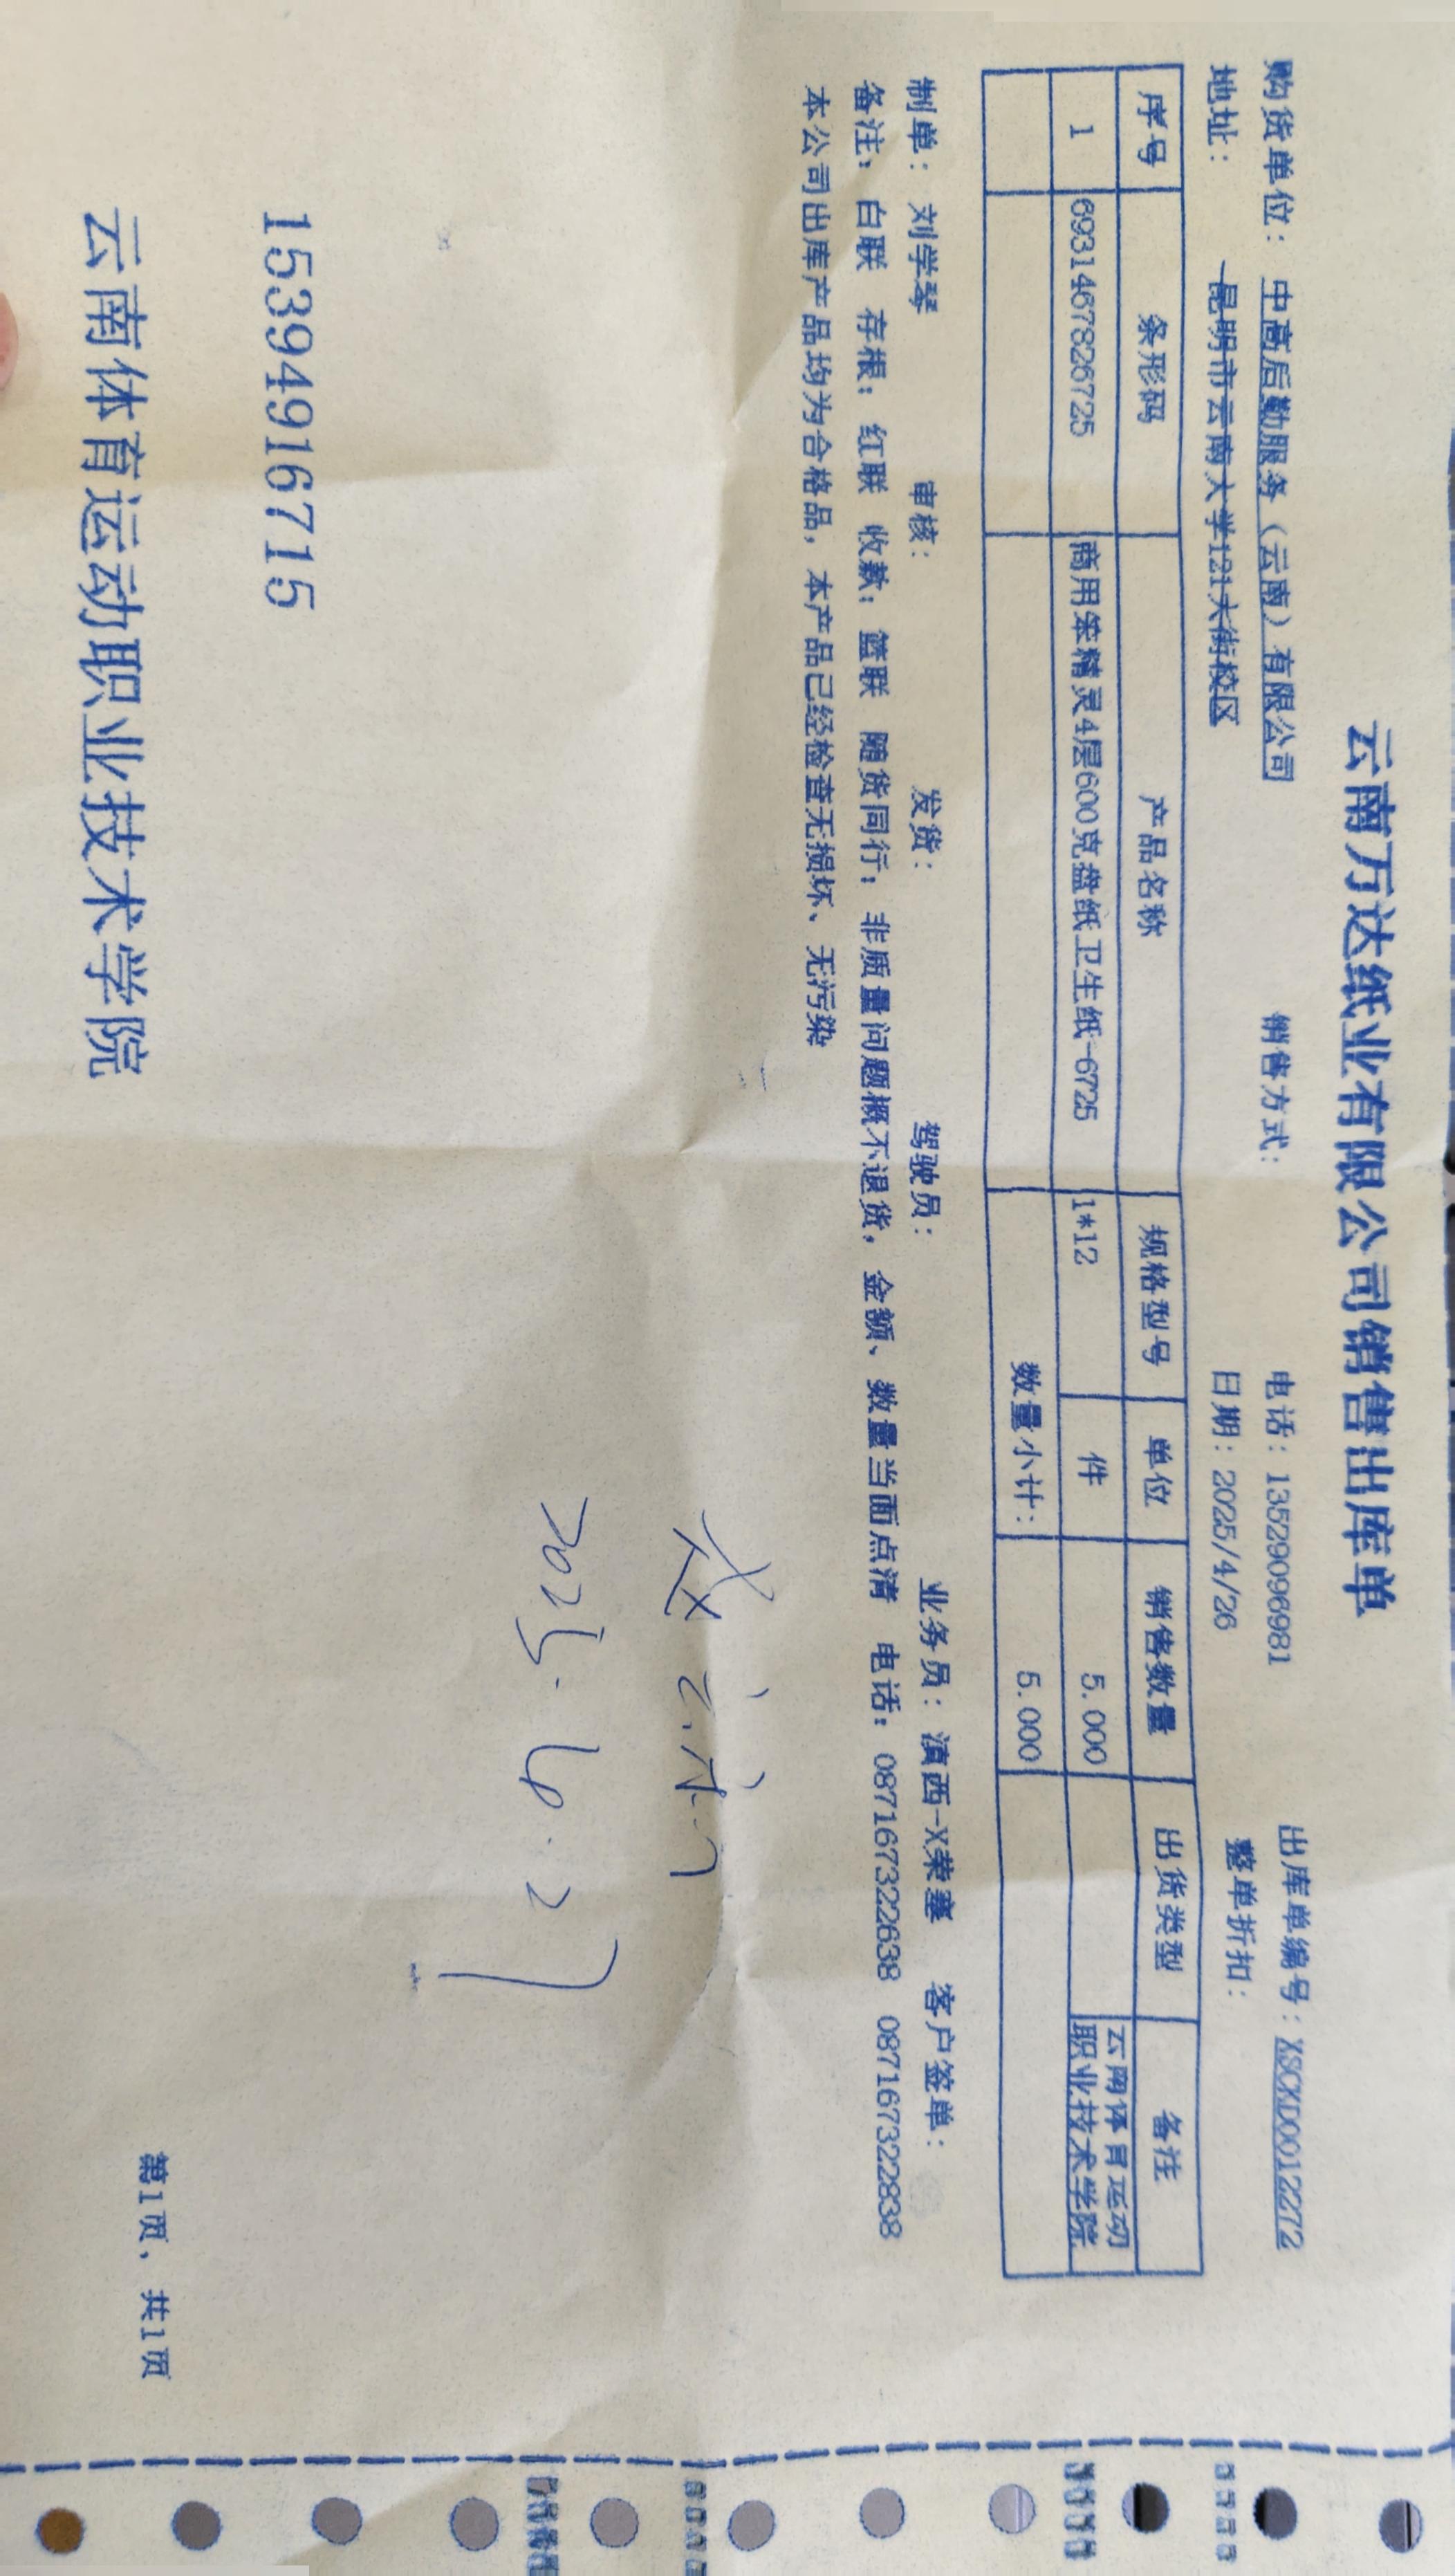 云南万达纸业有限公司销售出库单
购货单位：中高后勤服务（云南）有限公司 销售方式： 电话：13529096981 出库单编号：XSCKD0012272
地址：昆明市云南大学121大街校区 日期：2025/4/26 整单折扣：
序号 条形码 产品名称 规格型号 单位 销售数量 出货类型 备注
1 6931467826725 商用笨精灵4层600克盘纸卫生纸-6725 1*12 件 5.000 云南体育运动
职业技术学院
数量小计： 5.000
制单：刘学琴 审核： 发货： 驾驶员： 业务员：滇西-X荣塞 客户签单：
备注：白联 存根；红联 收款；篮联 随货同行；非质量问题概不退货，金额、数量当面点清 电话：087167322638 087167322838
本公司出库产品均为合格品，本产品已经检查无损坏、无污染
2025.4.27
15394916715
云南体育运动职业技术学院
第1页、共1页